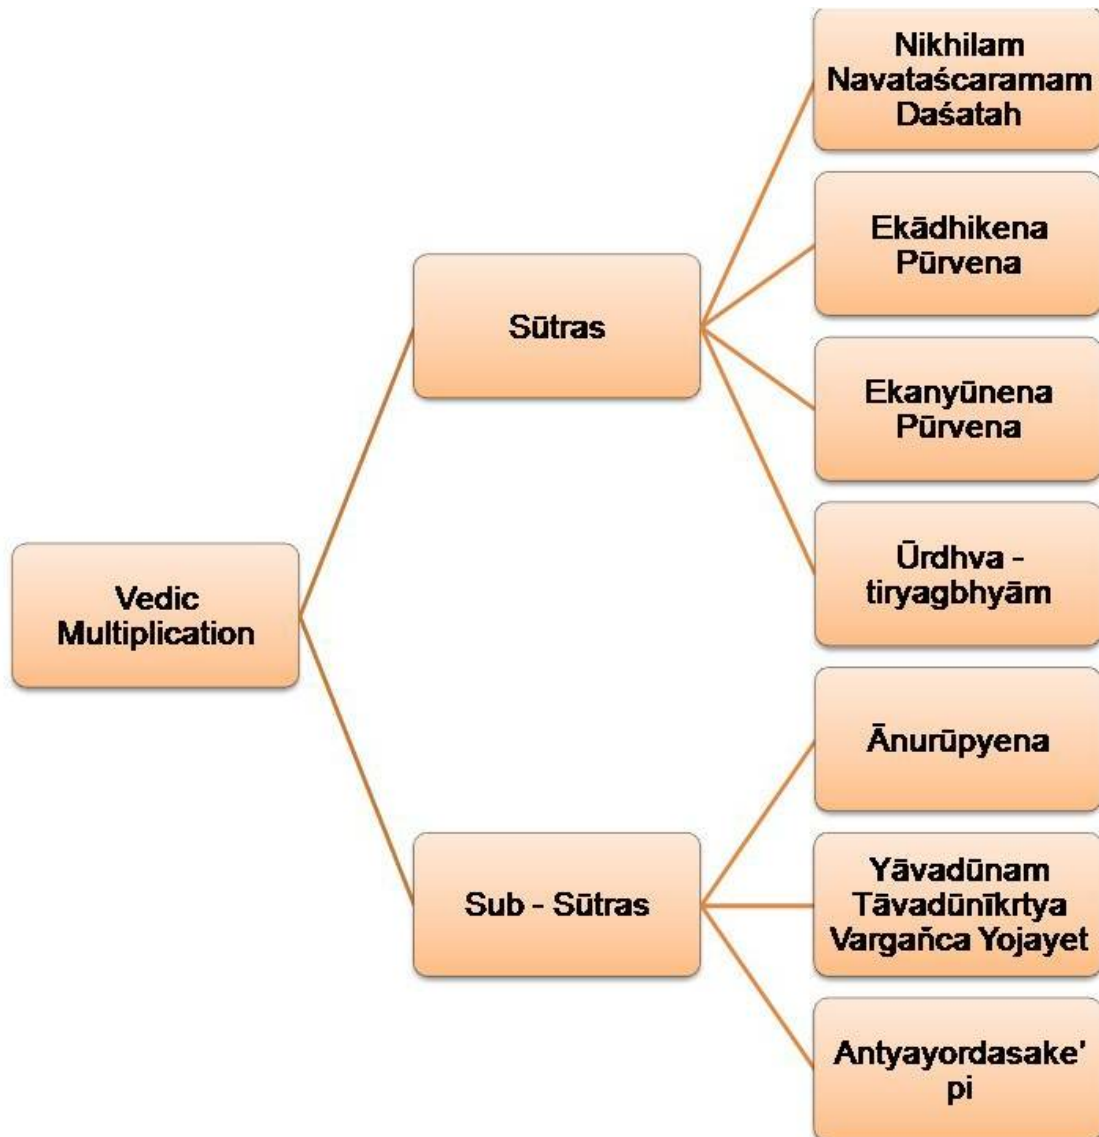 Vedic
Multiplication
Sūtras
Nikhilam
Navataścaramam
Daśatah
Ekādhikena
Pūrvena
Ekanyūnena
Pūrvena
Ūrdhva -
tiryagbhyām
Sub - Sūtras
Ānurūpyena
Yāvadūnam
Tāvadūnīkrtya
Vargañca Yojayet
Antyayordasake'
pi